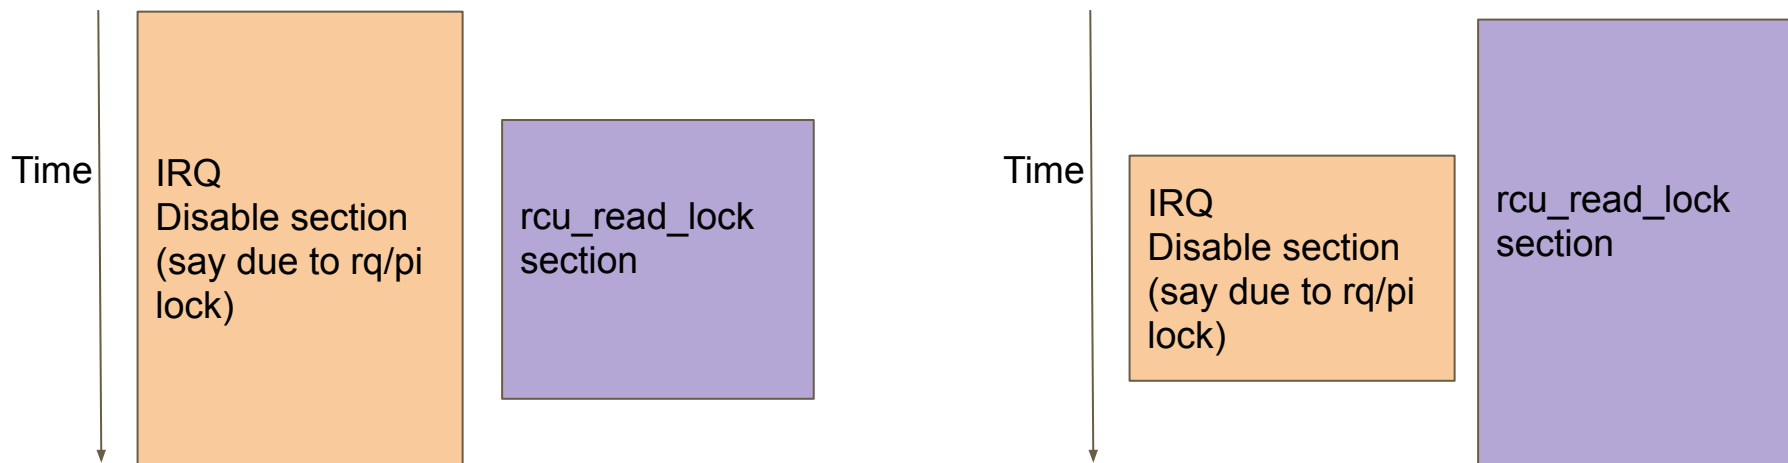 Time
IRQ
Disable section
(say due to rq/pi
lock)
rcu_read_lock
section
Time
IRQ
Disable section
(say due to rq/pi
lock)
rcu_read_lock
section